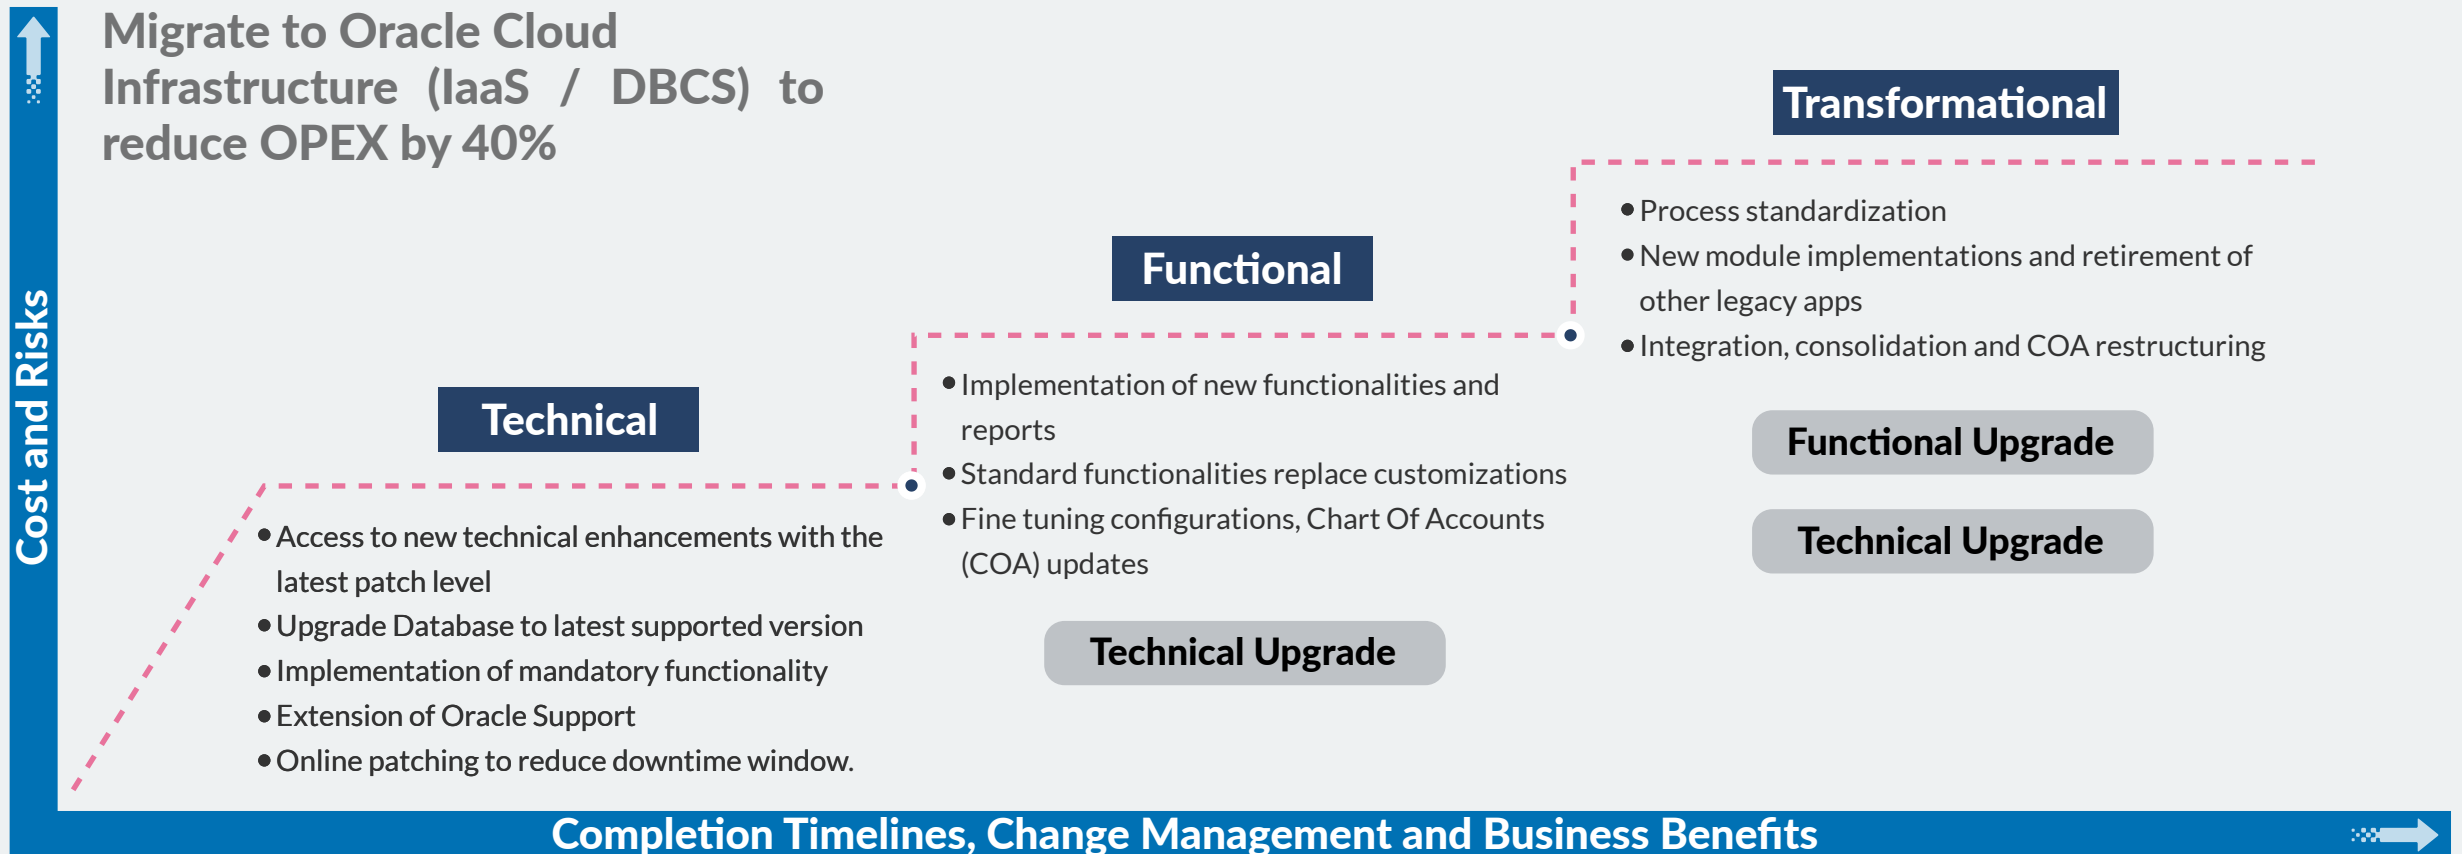 Migrate to Oracle Cloud
Infrastructure (IaaS / DBCS) to
reduce OPEX by 40%
Cost and Risks
Technical
• Access to new technical enhancements with the
latest patch level
• Upgrade Database to latest supported version
• Implementation of mandatory functionality
• Extension of Oracle Support
• Online patching to reduce downtime window.
Functional
• Implementation of new functionalities and
reports
• Standard functionalities replace customizations
• Fine tuning configurations, Chart Of Accounts
(COA) updates
Technical Upgrade
Transformational
• Process standardization
• New module implementations and retirement of
other legacy apps
• Integration, consolidation and COA restructuring
Functional Upgrade
Technical Upgrade
Completion Timelines, Change Management and Business Benefits